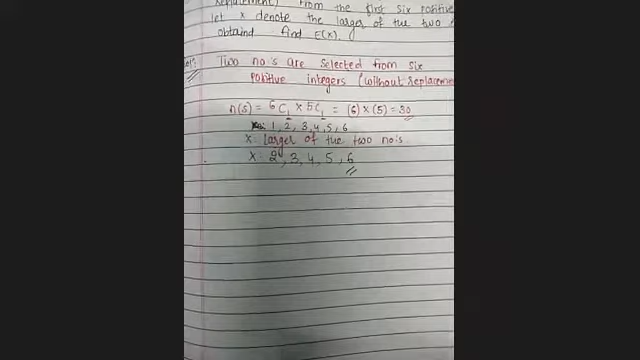 Replacement) from the first six positive
let X denote the larger of the two
obtaind find E(X).
Two no's are selected from six
positive integers (without replacement
n(S) = ⁶C₁ × 5C₁ = (6) × (5) = 30
1, 2, 3, 4, 5, 6
X: larger of the two no's.
X: 2, 3, 4, 5, 6